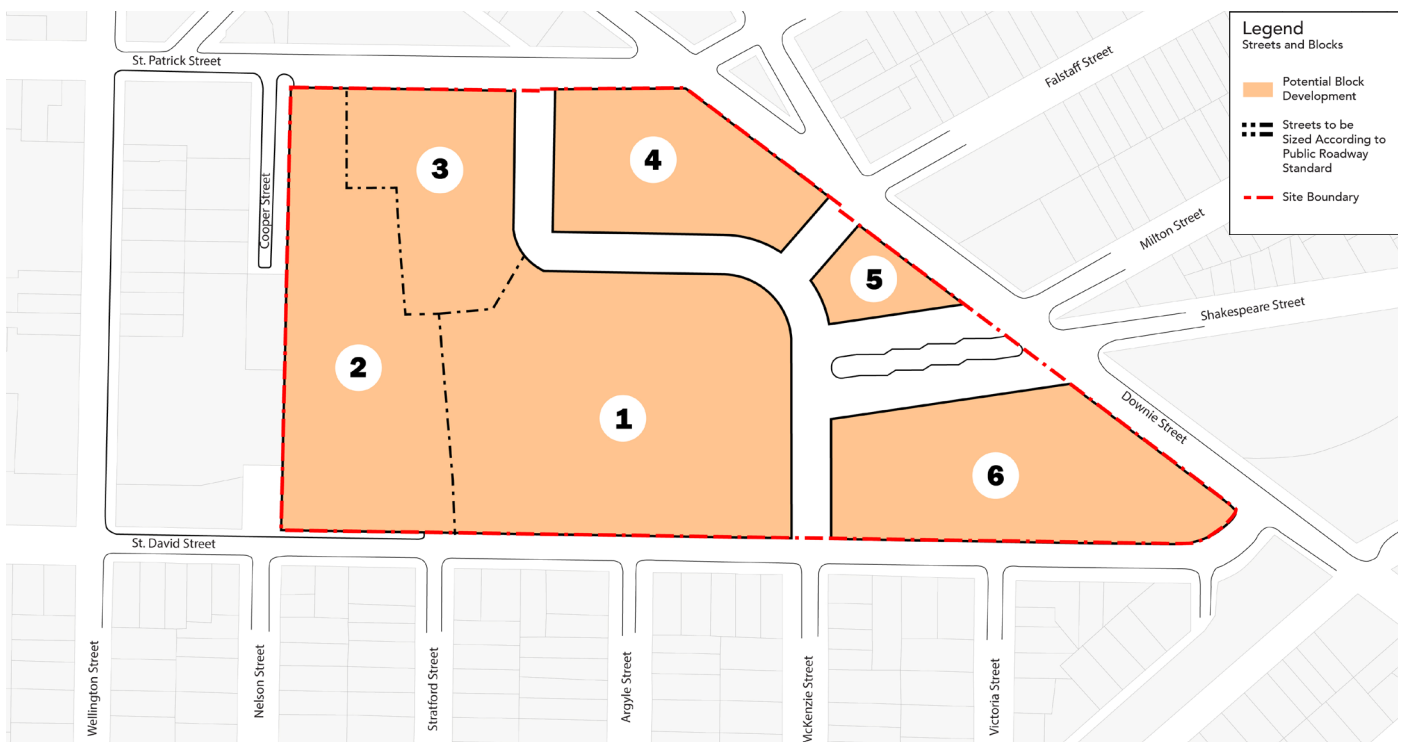 Legend
Streets and Blocks
Potential Block
Development
Streets to be
Sized According to
Public Roadway
Standard
Site Boundary
St. Patrick Street
Falstaff Street
Cooper Street
Milton Street
Shakespeare Street
Downie Street
3
4
5
2
1
6
St. David Street
Wellington Street
Nelson Street
Stratford Street
Argyle Street
McKenzie Street
Victoria Street